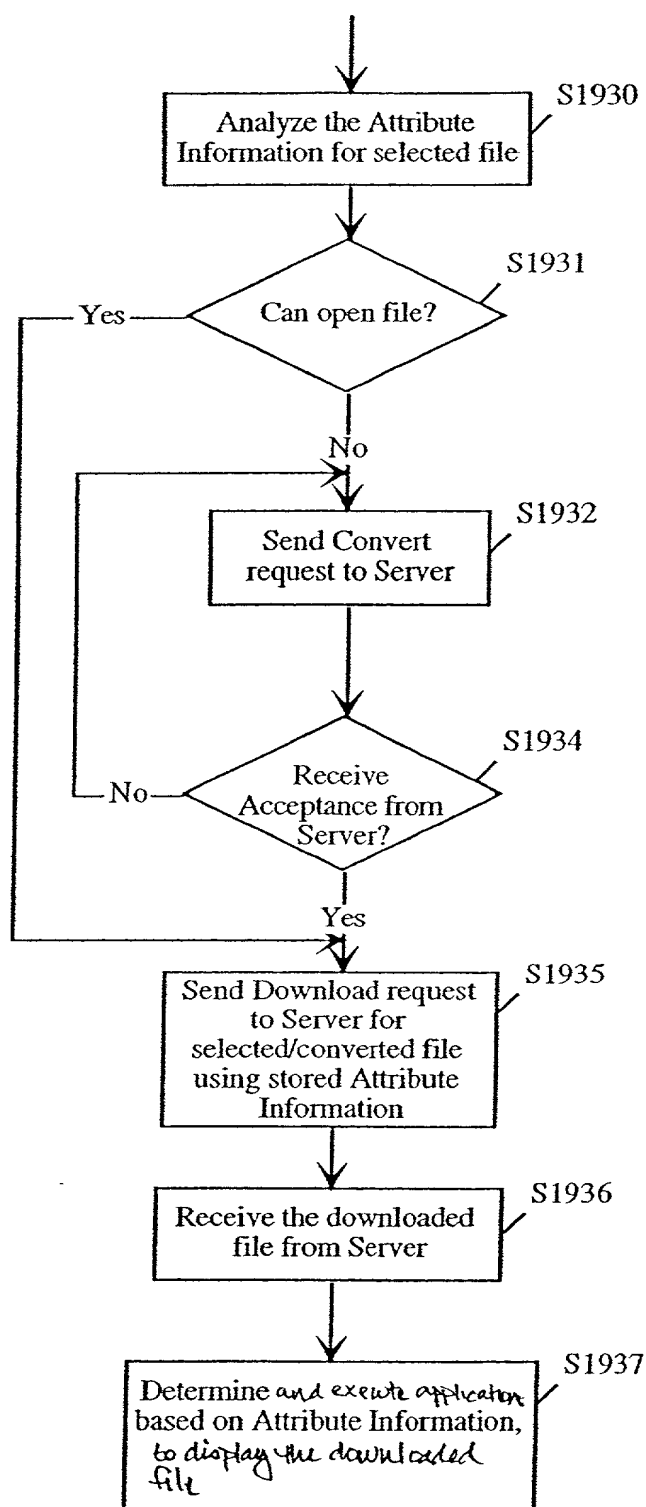 S1930
Analyze the Attribute
Information for selected file
S1931
Yes
Can open file?
No
S1932
Send Convert
request to Server
S1934
No
Receive
Acceptance from
Server?
Yes
S1935
Send Download request
to Server for
selected/converted file
using stored Attribute
Information
S1936
Receive the downloaded
file from Server
S1937
Determine and execute application
based on Attribute Information,
to display the downloaded
file